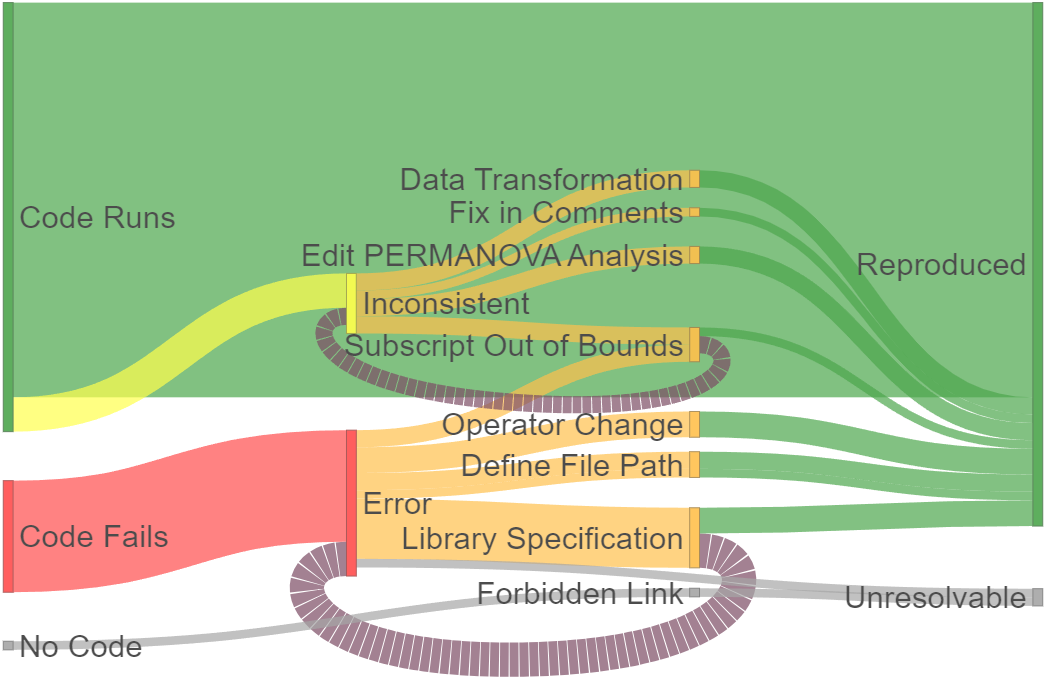 Data Transformation
Fix in Comments
Code Runs
Edit PERMANOVA Analysis
Reproduced
Inconsistent
Subscript Out of Bounds
Operator Change
Define File Path
Error
Code Fails
Library Specification
Forbidden Link
Unresolvable
No Code